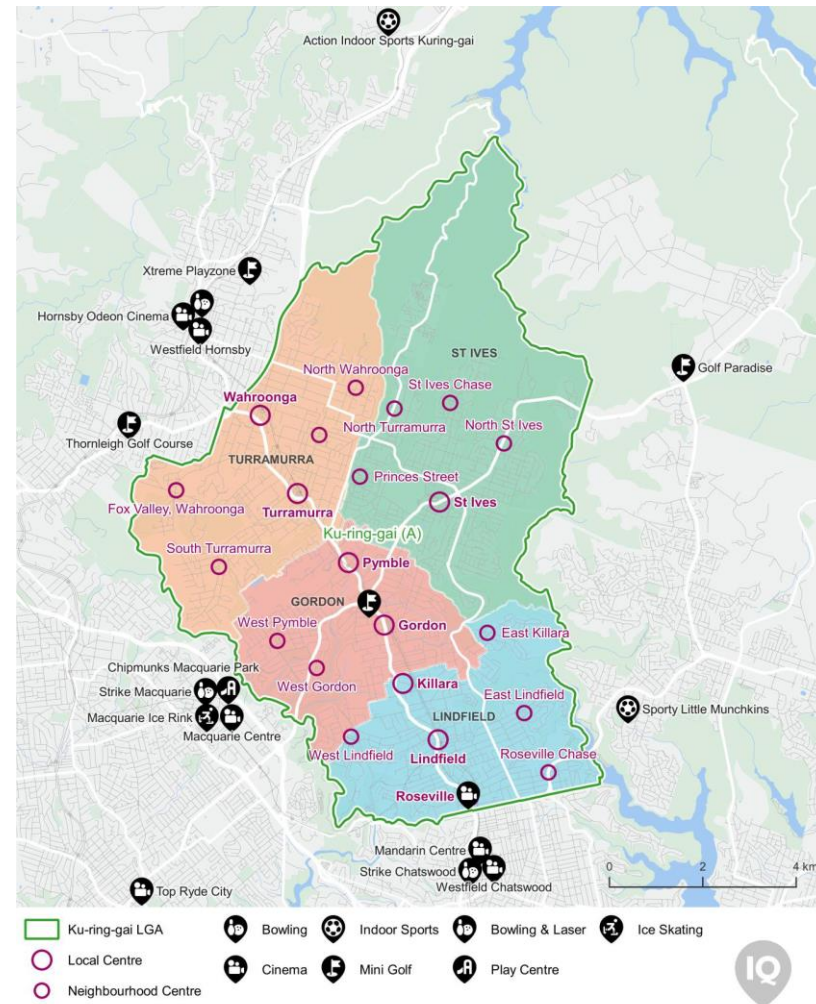 Action Indoor Sports Kuring-gai
Xtreme Playzone
Hornsby Odeon Cinema
Westfield Hornsby
ST IVES
Golf Paradise
North Wahroonga
St Ives Chase
Wahroonga
North Turramurra
North St Ives
Thornleigh Golf Course
TURRAMURRA
Princes Street
Fox Valley, Wahroonga
Turramurra
St Ives
Ku-ring-gai (A)
South Turramurra
Pymble
GORDON
West Pymble
Gordon
East Killara
Chipmunks Macquarie Park
West Gordon
Strike Macquarie
Killara
East Lindfield
Macquarie Ice Rink
LINDFIELD
Sporty Little Munchkins
Macquarie Centre
West Lindfield
Lindfield
Roseville Chase
Roseville
Mandarin Centre
Strike Chatswood
Westfield Chatswood
Top Ryde City
0 2 4 km
Ku-ring-gai LGA
Bowling
Indoor Sports
Bowling & Laser
Ice Skating
Local Centre
Cinema
Mini Golf
Play Centre
Neighbourhood Centre
IQ